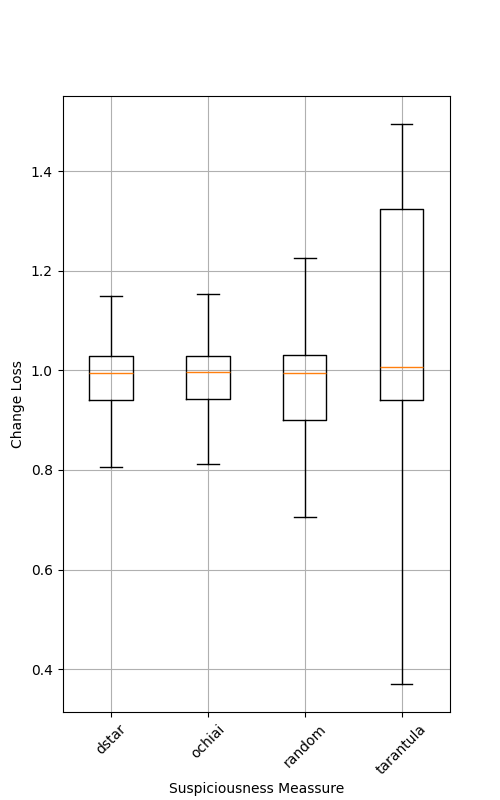 1.4
1.2
1.0
0.8
0.6
0.4
Change Loss
dstar
ochiai
random
tarantula
Suspiciousness Meassure